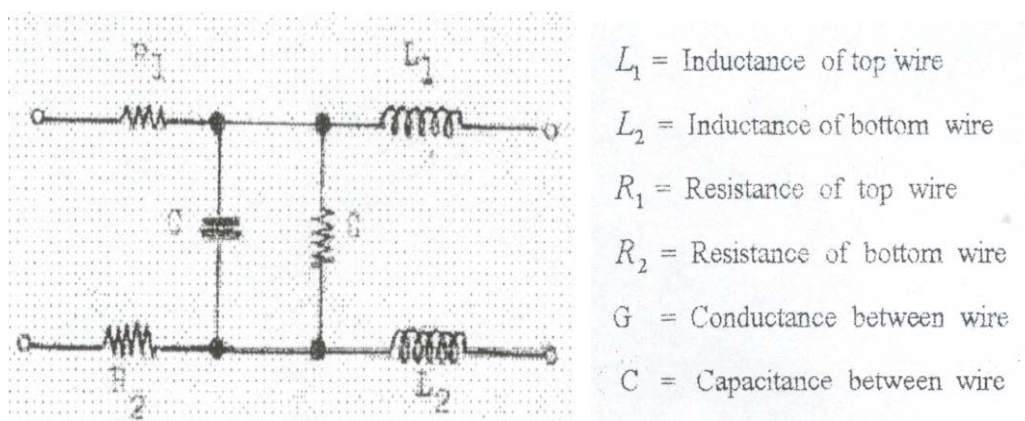 R1
L1
C
G
R2
L2
L1 = Inductance of top wire
L2 = Inductance of bottom wire
R1 = Resistance of top wire
R2 = Resistance of bottom wire
G = Conductance between wire
C = Capacitance between wire